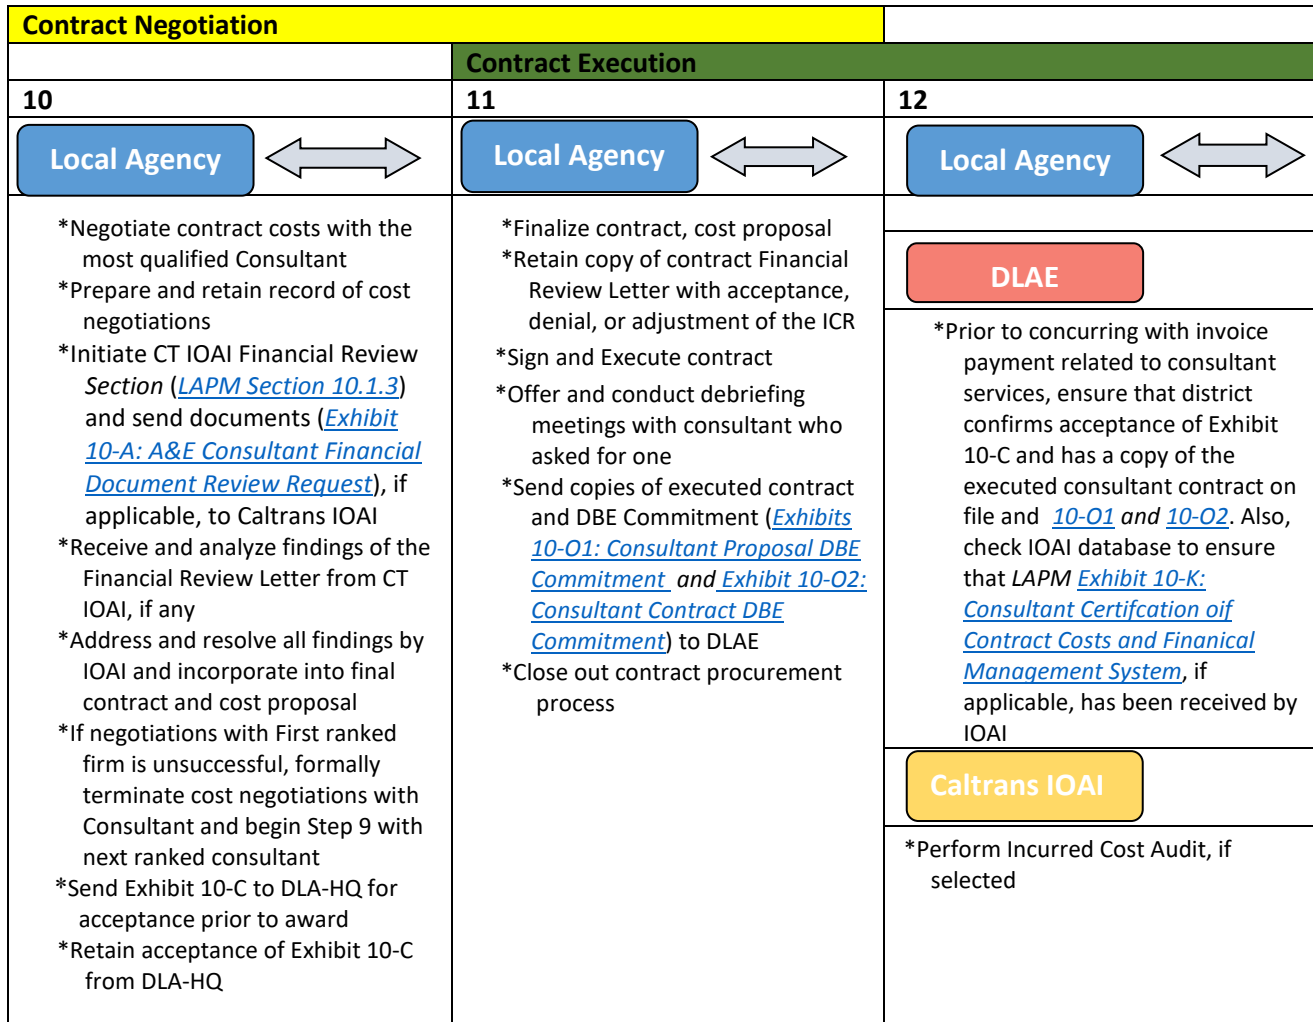 Contract Negotiation
Contract Execution
10
11
12
Local Agency
Local Agency
Local Agency
*Negotiate contract costs with the
most qualified Consultant
*Prepare and retain record of cost
negotiations
*Initiate CT IOAI Financial Review
Section (LAPM Section 10.1.3)
and send documents (Exhibit
10-A: A&E Consultant Financial
Document Review Request), if
applicable, to Caltrans IOAI
*Receive and analyze findings of the
Financial Review Letter from CT
IOAI, if any
*Address and resolve all findings by
IOAI and incorporate into final
contract and cost proposal
*If negotiations with First ranked
firm is unsuccessful, formally
terminate cost negotiations with
Consultant and begin Step 9 with
next ranked consultant
*Send Exhibit 10-C to DLA-HQ for
acceptance prior to award
*Retain acceptance of Exhibit 10-C
from DLA-HQ
*Finalize contract, cost proposal
*Retain copy of contract Financial
Review Letter with acceptance,
denial, or adjustment of the ICR
*Sign and Execute contract
*Offer and conduct debriefing
meetings with consultant who
asked for one
*Send copies of executed contract
and DBE Commitment (Exhibits
10-O1: Consultant Proposal DBE
Commitment and Exhibit 10-O2:
Consultant Contract DBE
Commitment) to DLAE
*Close out contract procurement
process
DLAE
*Prior to concurring with invoice
payment related to consultant
services, ensure that district
confirms acceptance of Exhibit
10-C and has a copy of the
executed consultant contract on
file and 10-O1 and 10-O2. Also,
check IOAI database to ensure
that LAPM Exhibit 10-K:
Consultant Certifcation oif
Contract Costs and Finanical
Management System, if
applicable, has been received by
IOAI
Caltrans IOAI
*Perform Incurred Cost Audit, if
selected